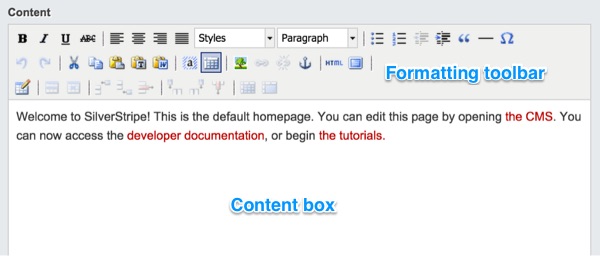 Content
B I U ABC Styles Paragraph “ Ω
HTML
Formatting toolbar
Welcome to SilverStripe! This is the default homepage. You can edit this page by opening the CMS. You
can now access the developer documentation, or begin the tutorials.
Content box